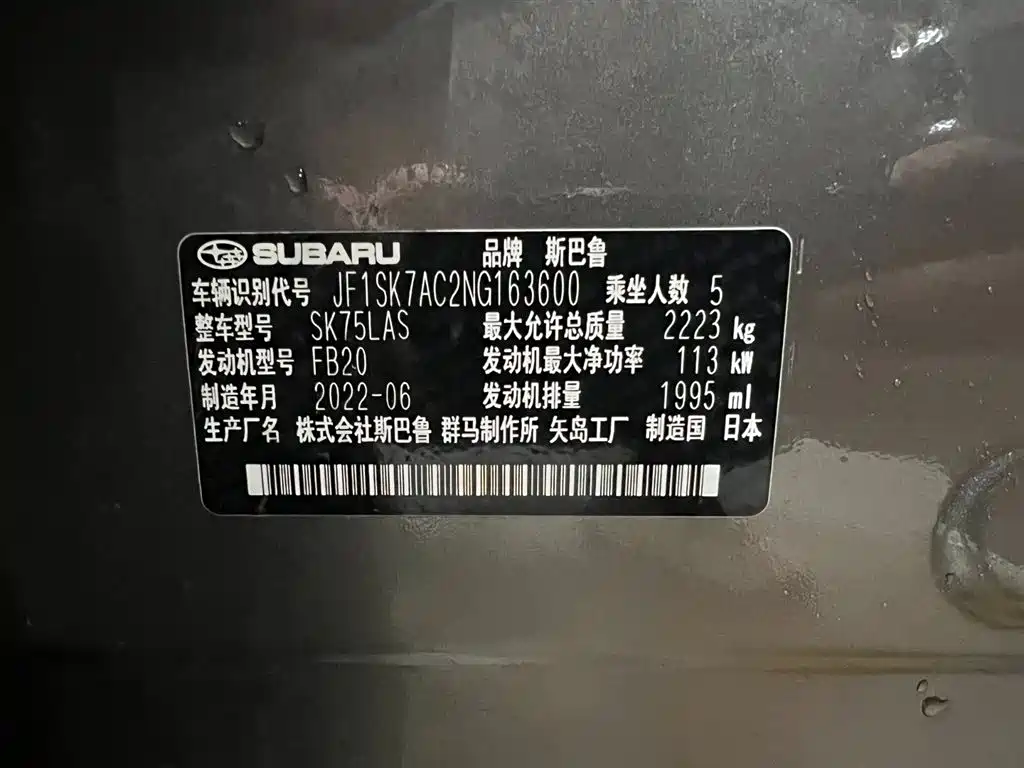 SUBARU 品牌 斯巴鲁
车辆识别代号 JF1SK7AC2NG163600 乘坐人数 5
整车型号 SK75LAS 最大允许总质量 2223 kg
发动机型号 FB20 发动机最大净功率 113 kW
制造年月 2022-06 发动机排量 1995 ml
生产厂名 株式会社斯巴鲁 群马制作所 矢岛工厂 制造国 日本